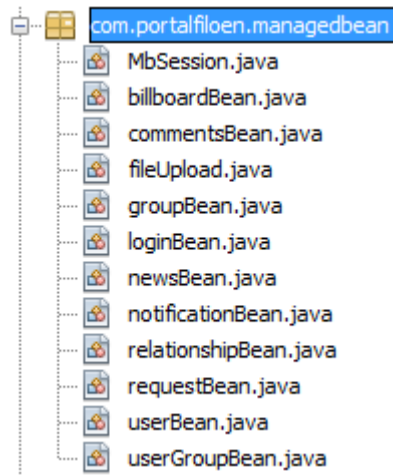 com.portalfiloen.managedbean
MbSession.java
billboardBean.java
commentsBean.java
fileUpload.java
groupBean.java
loginBean.java
newsBean.java
notificationBean.java
relationshipBean.java
requestBean.java
userBean.java
userGroupBean.java